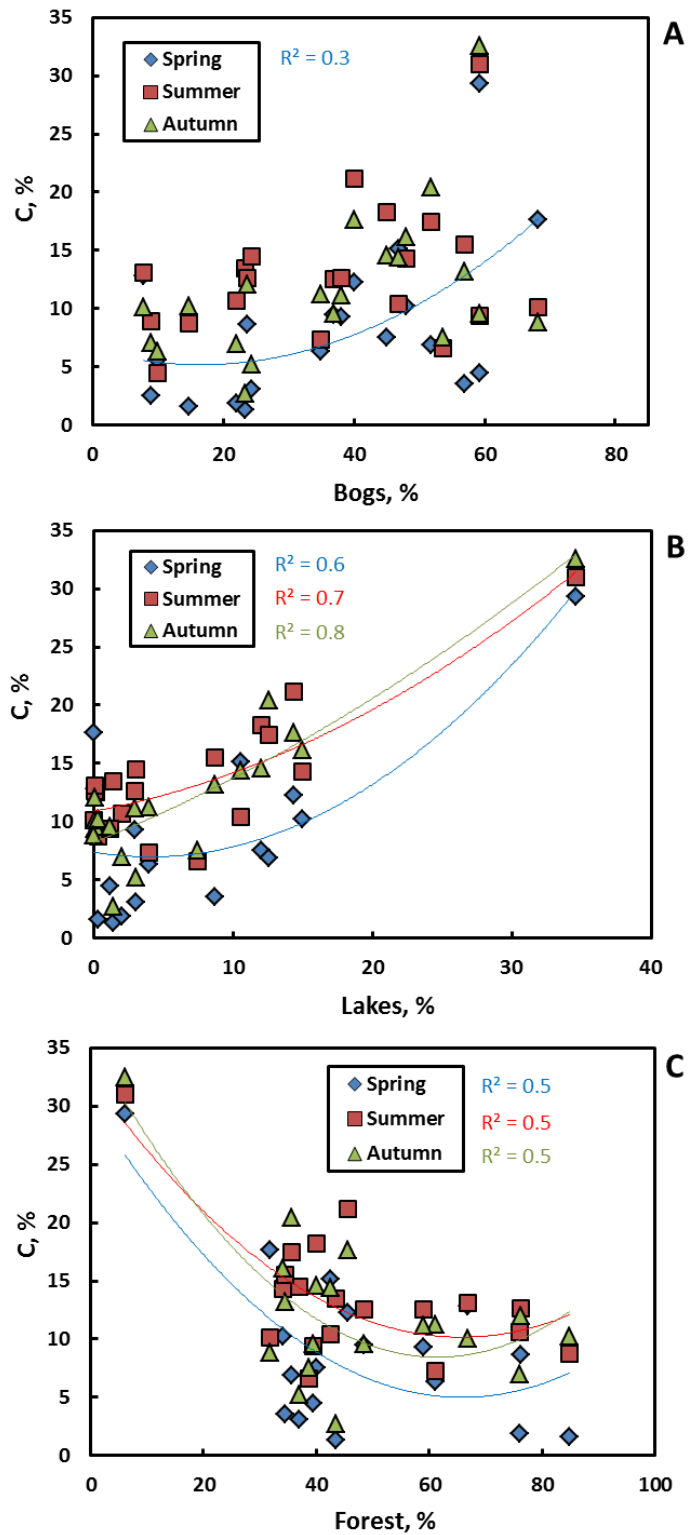 A
35
30
25
20
15
10
5
0
C, %
Spring
Summer
Autumn
R² = 0.3
0 20 40 60 80
Bogs, %
B
35
30
25
20
15
10
5
0
C, %
Spring
Summer
Autumn
R² = 0.6
R² = 0.7
R² = 0.8
0 10 20 30 40
Lakes, %
C
35
30
25
20
15
10
5
0
C, %
Spring
Summer
Autumn
R² = 0.5
R² = 0.5
R² = 0.5
0 20 40 60 80 100
Forest, %